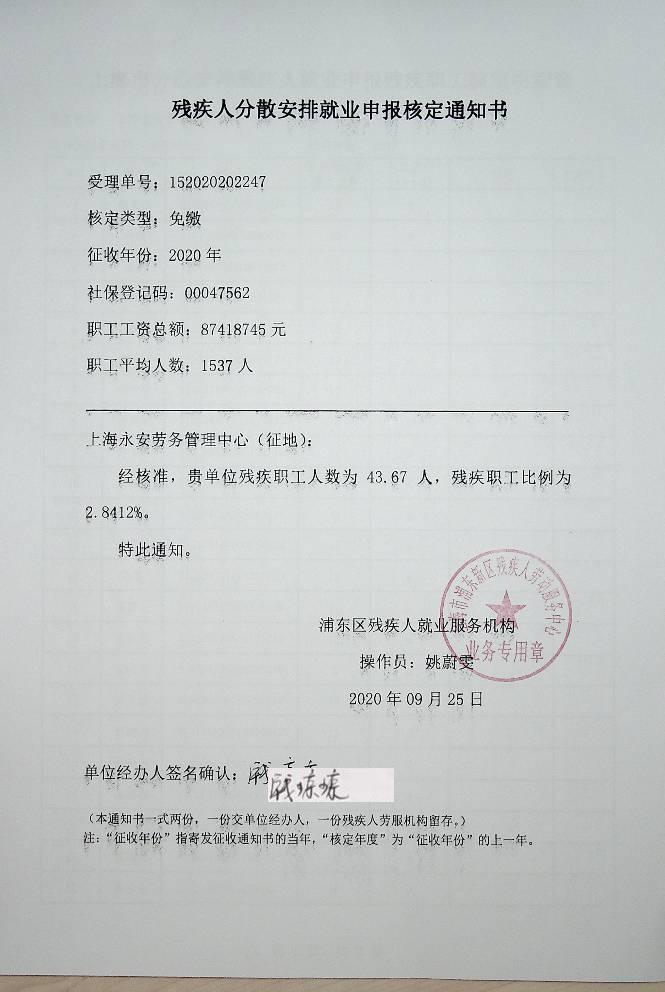 残疾人分散安排就业申报核定通知书
受理单号：152020202247
核定类型：免缴
征收年份：2020 年
社保登记码：00047562
职工工资总额：87418745 元
职工平均人数：1537 人
上海永安劳务管理中心（征地）：
经核准，贵单位残疾职工人数为 43.67 人，残疾职工比例为
2.8412%。
特此通知。
上海市浦东新区残疾人劳动服务中心
业务专用章
浦东区残疾人就业服务机构
操作员：姚蔚雯
2020 年 09 月 25 日
单位经办人签名确认：
（本通知书一式两份，一份交单位经办人，一份残疾人劳服机构留存。）
注：“征收年份”指寄发征收通知书的当年，“核定年度”为“征收年份”的上一年。